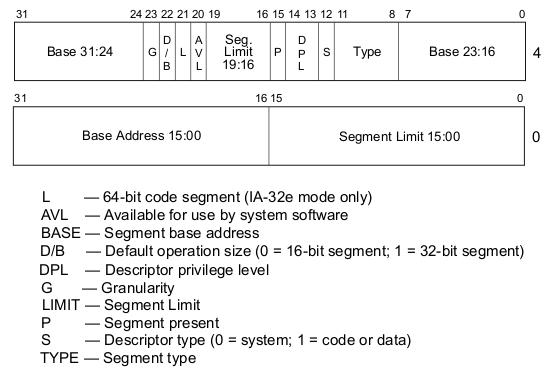 31 24 23 22 21 20 19 16 15 14 13 12 11 8 7 0
Base 31:24 G D/B L AVL Seg. Limit 19:16 P DPL S Type Base 23:16 4
31 16 15 0
Base Address 15:00 Segment Limit 15:00 0
L — 64-bit code segment (IA-32e mode only)
AVL — Available for use by system software
BASE — Segment base address
D/B — Default operation size (0 = 16-bit segment; 1 = 32-bit segment)
DPL — Descriptor privilege level
G — Granularity
LIMIT — Segment Limit
P — Segment present
S — Descriptor type (0 = system; 1 = code or data)
TYPE — Segment type